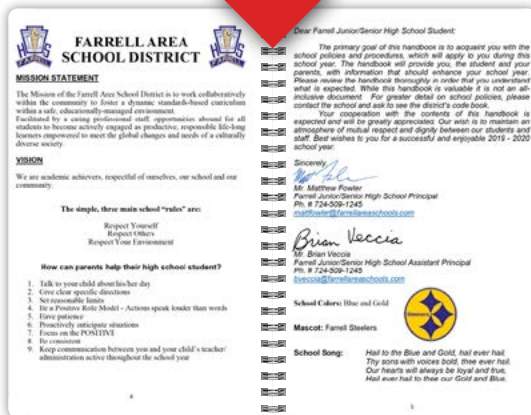 FARRELL AREA
SCHOOL DISTRICT
FARRELL
FARRELL
MISSION STATEMENT
The Mission of the Farrell Area School District is to work collaboratively
within the community to foster a dynamic standards-based curriculum
within a safe, educationally-managed environment.
Facilitated by a caring professional staff, opportunities abound for all
students to become actively engaged as productive, responsible life-long
learners empowered to meet the global changes and needs of a culturally
diverse society.
VISION
We are academic achievers, respectful of ourselves, our school and our
community.
The simple, three main school “rules” are:
Respect Yourself
Respect Others
Respect Your Environment
How can parents help their high school student?
1. Talk to your child about his/her day
2. Give clear specific directions
3. Set reasonable limits
4. Be a Positive Role Model - Actions speak louder than words
5. Have patience
6. Proactively anticipate situations
7. Focus on the POSITIVE
8. Be consistent
9. Keep communication between you and your child's teacher/
administration active throughout the school year
4
Dear Farrell Junior/Senior High School Student:
The primary goal of this handbook is to acquaint you with the
school policies and procedures, which will apply to you during this
school year. The handbook will provide you, the student and your
parents, with information that should enhance your school year.
Please review the handbook thoroughly in order that you understand
what is expected. While this handbook is valuable it is not an all-
inclusive document. For greater detail on school policies, please
contact the school and ask to see the district's code book.
Your cooperation with the contents of this handbook is
expected and will be greatly appreciated. Our wish is to maintain an
atmosphere of mutual respect and dignity between our students and
staff. Best wishes to you for a successful and enjoyable 2019 - 2020
school year.
Sincerely,
Mr. Matthew Fowler
Farrell Junior/Senior High School Principal
Ph. # 724-509-1245
mattfowler@farrellareaschools.com
Brian Veccia
Mr. Brian Veccia
Farrell Junior/Senior High School Assistant Principal
Ph. # 724-509-1245
bveccia@farrellareaschools.com
School Colors: Blue and Gold
Steelers
Mascot: Farrell Steelers
School Song: Hail to the Blue and Gold, hail ever hail,
Thy sons with voices bold, thee ever hail.
Our hearts will always be loyal and true,
Hail ever hail to thee our Gold and Blue.
5